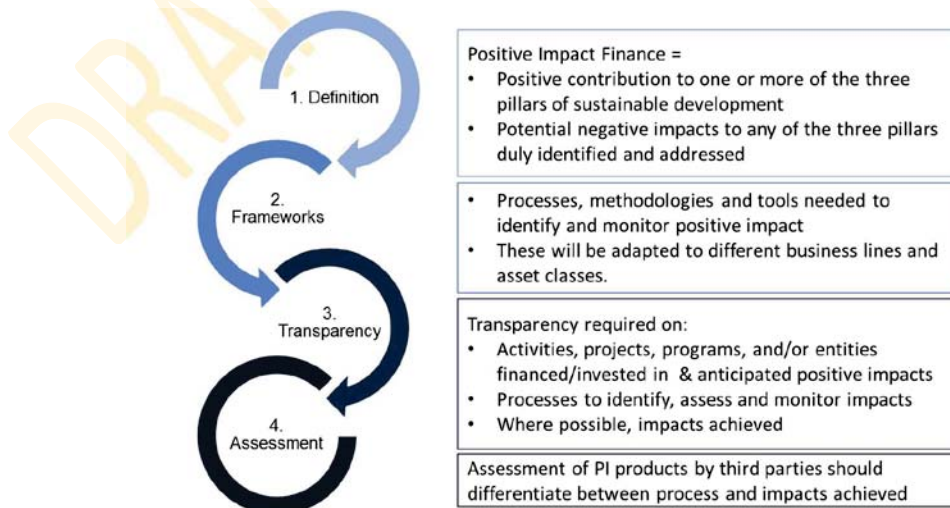 DRAF
1. Definition
Positive Impact Finance =
• Positive contribution to one or more of the three
pillars of sustainable development
• Potential negative impacts to any of the three pillars
duly identified and addressed
2.
Frameworks
• Processes, methodologies and tools needed to
identify and monitor positive impact
• These will be adapted to different business lines and
asset classes.
3.
Transparency
Transparency required on:
• Activities, projects, programs, and/or entities
financed/invested in & anticipated positive impacts
• Processes to identify, assess and monitor impacts
• Where possible, impacts achieved
4.
Assessment
Assessment of PI products by third parties should
differentiate between process and impacts achieved